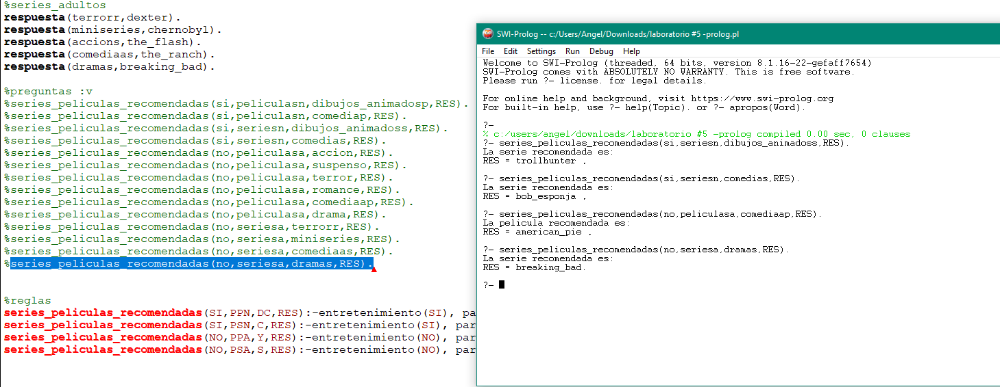 %series_adultos
respuesta(terrorr,dexter).
respuesta(miniseries,chernobyl).
respuesta(accions,the_flash).
respuesta(comediaas,the_ranch).
respuesta(dramas,breaking_bad).
%preguntas :v
%series_peliculas_recomendadas(si,peliculasn,dibujos_animadosp,RES).
%series_peliculas_recomendadas(si,peliculasn,comediap,RES).
%series_peliculas_recomendadas(si,seriesn,dibujos_animadoss,RES).
%series_peliculas_recomendadas(si,seriesn,comedias,RES).
%series_peliculas_recomendadas(no,peliculasa,accion,RES).
%series_peliculas_recomendadas(no,peliculasa,suspenso,RES).
%series_peliculas_recomendadas(no,peliculasa,terror,RES).
%series_peliculas_recomendadas(no,peliculasa,romance,RES).
%series_peliculas_recomendadas(no,peliculasa,comediaap,RES).
%series_peliculas_recomendadas(no,peliculasa,drama,RES).
%series_peliculas_recomendadas(no,seriesa,terrorr,RES).
%series_peliculas_recomendadas(no,seriesa,miniseries,RES).
%series_peliculas_recomendadas(no,seriesa,comediaas,RES).
%series_peliculas_recomendadas(no,seriesa,dramas,RES).
%reglas
series_peliculas_recomendadas(SI,PPN,DC,RES):-entretenimiento(SI), pa
series_peliculas_recomendadas(SI,PSN,C,RES):-entretenimiento(SI), par
series_peliculas_recomendadas(NO,PPA,Y,RES):-entretenimiento(NO), par
series_peliculas_recomendadas(NO,PSA,S,RES):-entretenimiento(NO), par
SWI-Prolog -- c:/Users/Angel/Downloads/laboratorio #5 -prolog.pl
File Edit Settings Run Debug Help
Welcome to SWI-Prolog (threaded, 64 bits, version 8.1.16-22-gefaff7654)
SWI-Prolog comes with ABSOLUTELY NO WARRANTY. This is free software.
Please run ?- license. for legal details.
For online help and background, visit https://www.swi-prolog.org
For built-in help, use ?- help(Topic). or ?- apropos(Word).
?-
% c:/users/angel/downloads/laboratorio #5 -prolog compiled 0.00 sec, 0 clauses
?- series_peliculas_recomendadas(si,seriesn,dibujos_animadoss,RES).
La serie recomendada es:
RES = trollhunter ,
?- series_peliculas_recomendadas(si,seriesn,comedias,RES).
La serie recomendada es:
RES = bob_esponja ,
?- series_peliculas_recomendadas(no,peliculasa,comediaap,RES).
La pelicula recomendada es:
RES = american_pie ,
?- series_peliculas_recomendadas(no,seriesa,dramas,RES).
La serie recomendada es:
RES = breaking_bad.
?-